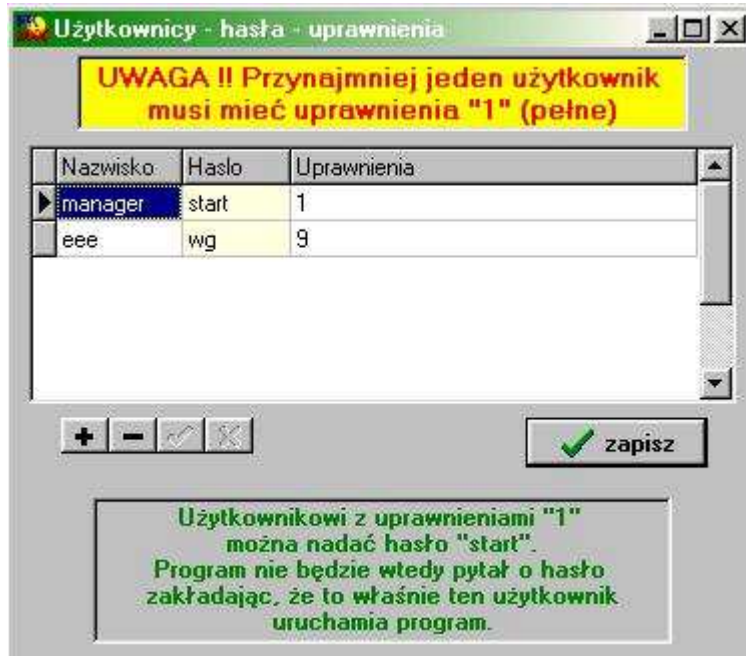 Użytkownicy - hasła - uprawnienia
UWAGA !! Przynajmniej jeden użytkownik
musi mieć uprawnienia "1" (pełne)
Nazwisko Haslo Uprawnienia
manager start 1
eee wg 9
zapisz
Użytkownikowi z uprawnieniami "1"
można nadać hasło "start".
Program nie będzie wtedy pytał o hasło
zakładając, że to właśnie ten użytkownik
uruchamia program.